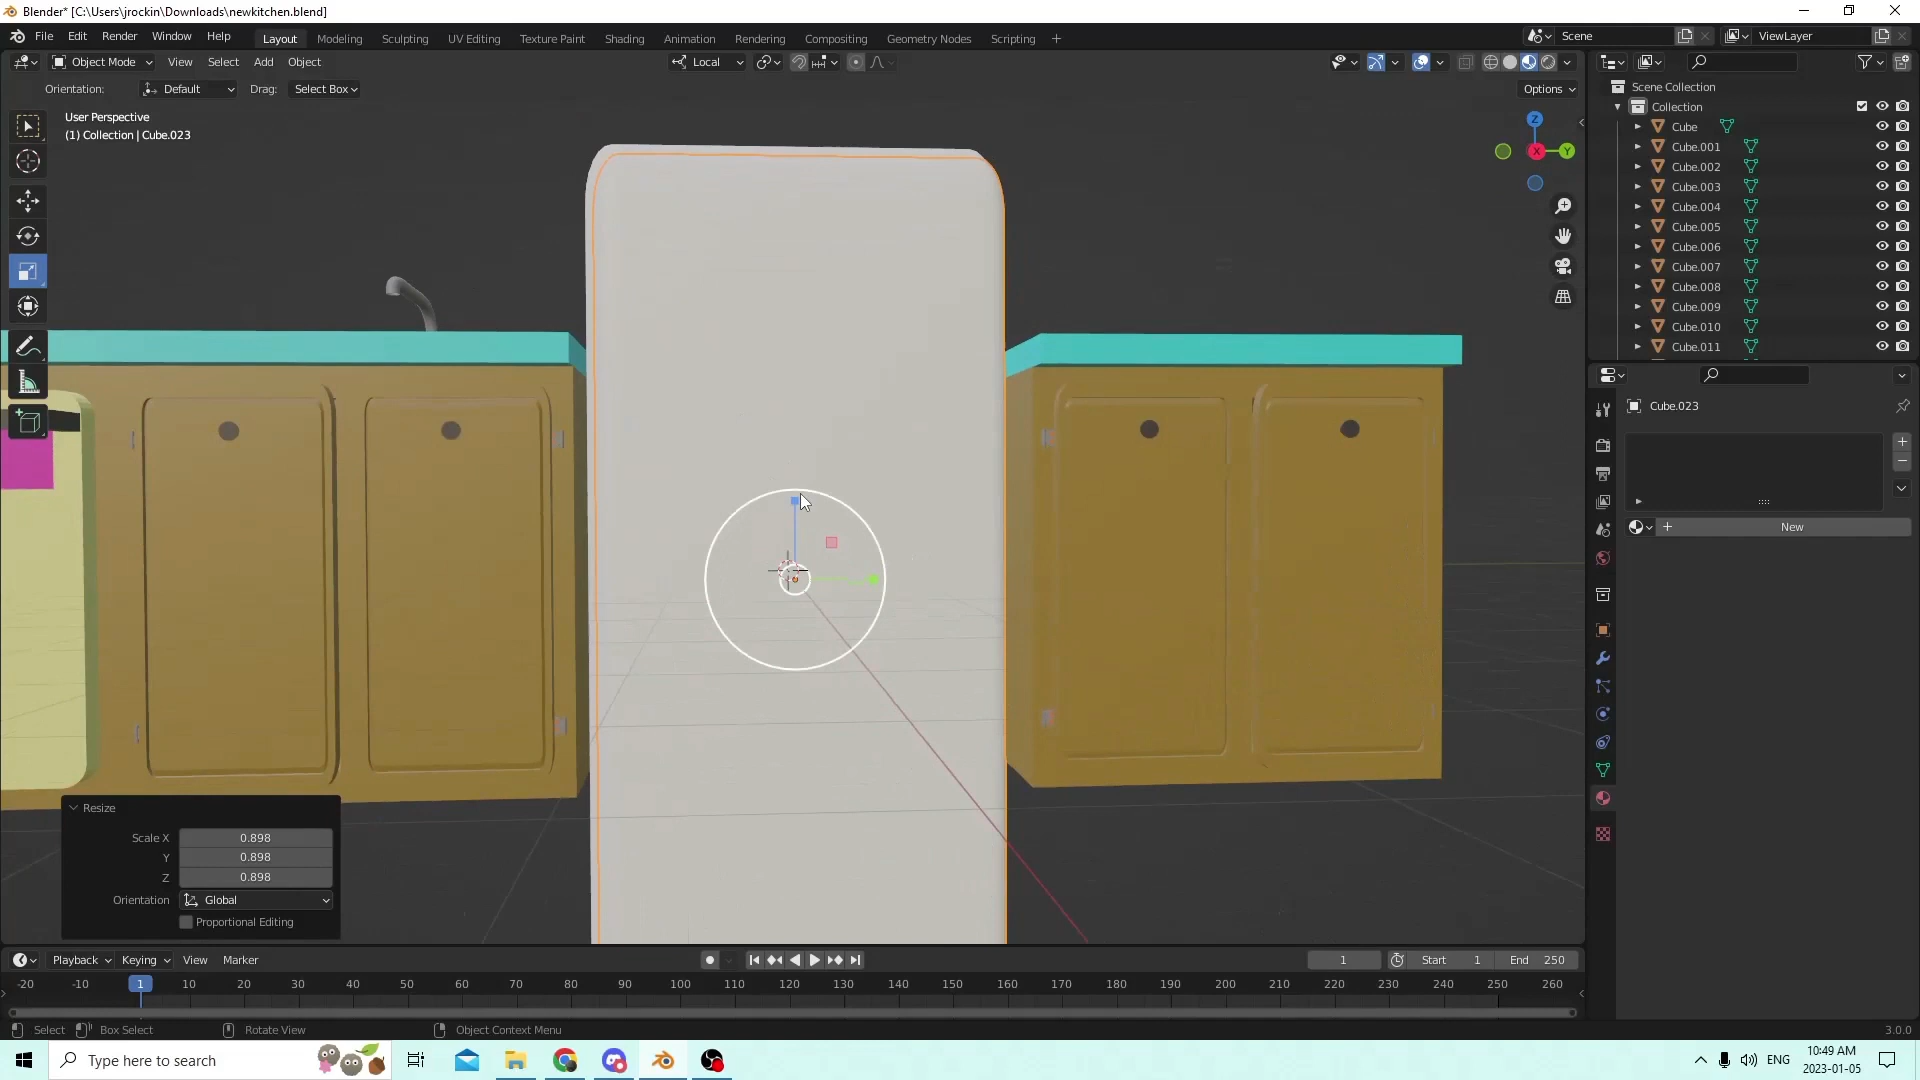 Blender* [C:\Users\jrockin\Downloads\newkitchen.blend]
File Edit Render Window Help
Layout Modeling Sculpting UV Editing Texture Paint Shading Animation Rendering Compositing Geometry Nodes Scripting
Scene
ViewLayer
Object Mode View Select Add Object
Local
Orientation: Default Drag: Select Box
Options
User Perspective
(1) Collection | Cube.023
Z
X
Y
Scene Collection
Collection
Cube
Cube.001
Cube.002
Cube.003
Cube.004
Cube.005
Cube.006
Cube.007
Cube.008
Cube.009
Cube.010
Cube.011
Cube.023
New
Resize
Scale X 0.898
Y 0.898
Z 0.898
Orientation Global
Proportional Editing
Playback Keying View Marker
1 Start 1 End 250
-20 -10 1 10 20 30 40 50 60 70 80 90 100 110 120 130 140 150 160 170 180 190 200 210 220 230 240 250 260
Select Box Select Rotate View Object Context Menu
3.0.0
Type here to search
ENG
10:49 AM
2023-01-05